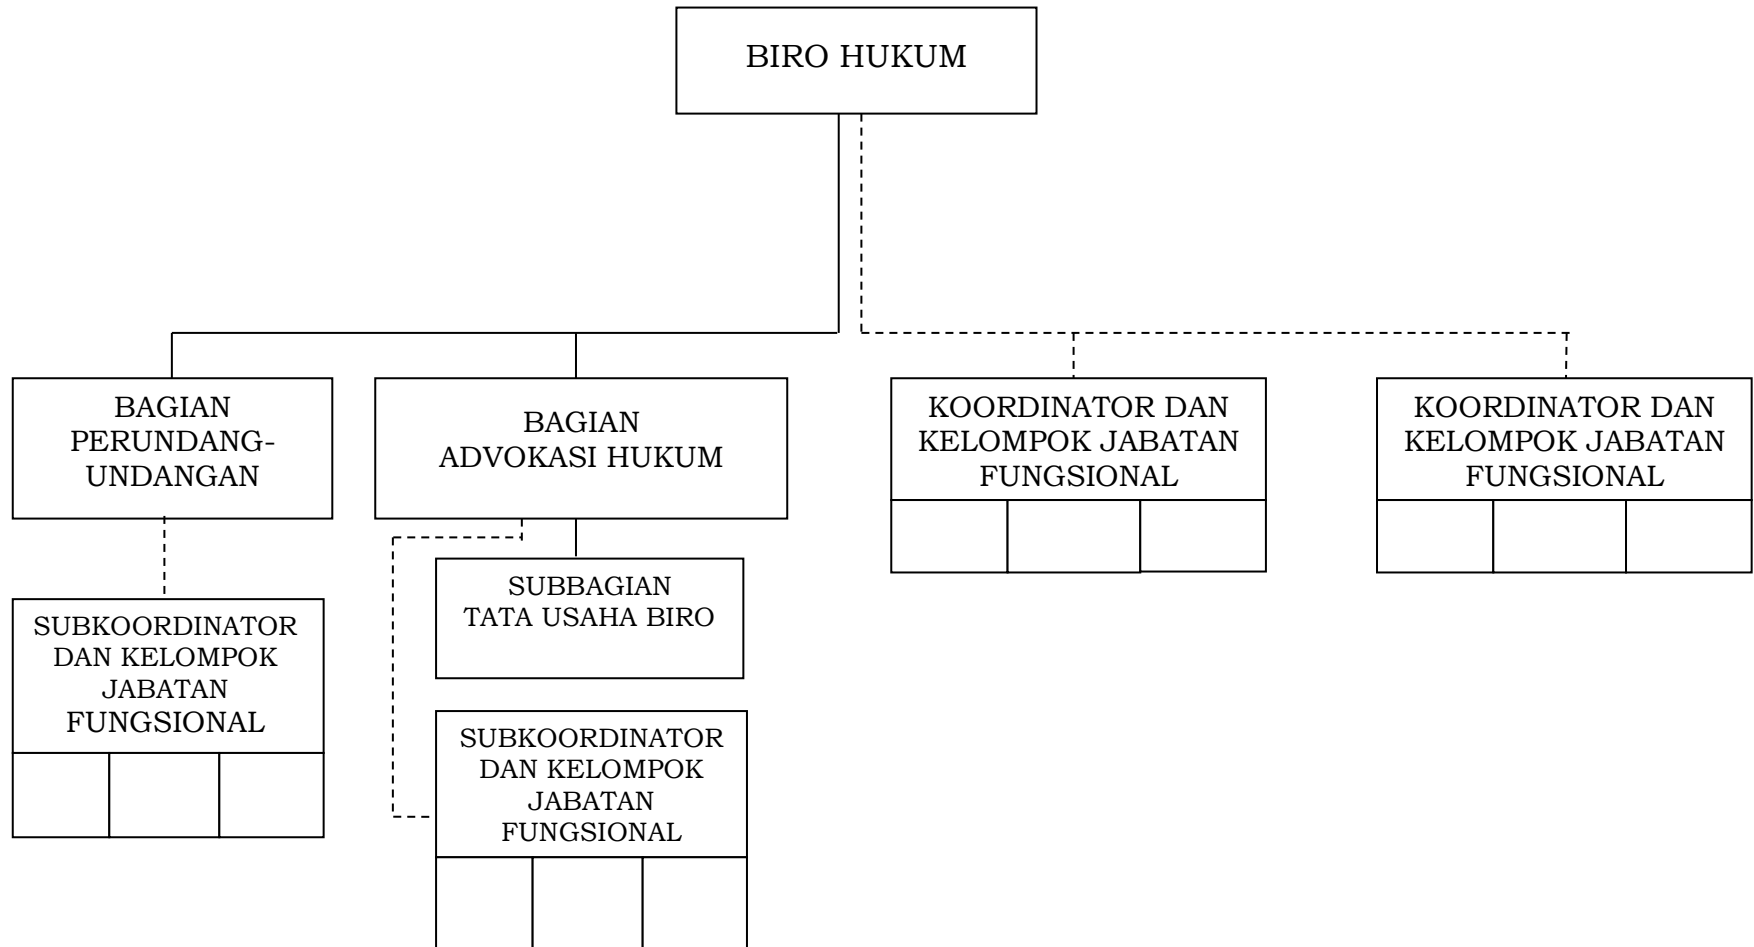 BIRO HUKUM
BAGIAN
PERUNDANG-
UNDANGAN
BAGIAN
ADVOKASI HUKUM
KOORDINATOR DAN
KELOMPOK JABATAN
FUNGSIONAL
KOORDINATOR DAN
KELOMPOK JABATAN
FUNGSIONAL
SUBBAGIAN
TATA USAHA BIRO
SUBKOORDINATOR
DAN KELOMPOK
JABATAN
FUNGSIONAL
SUBKOORDINATOR
DAN KELOMPOK
JABATAN
FUNGSIONAL